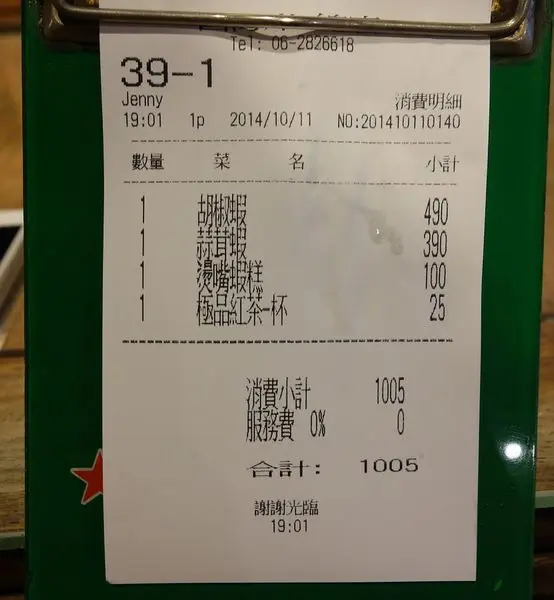 Tel: 06-2826618
39-1
Jenny 消費明細
19:01 1p 2014/10/11 NO:201410110140
數量 菜 名 小計
1 胡椒蝦 490
1 蒜茸蝦 390
1 燙嘴蝦糕 100
1 極品紅茶-杯 25
消費小計 1005
服務費 0% 0
合計: 1005
謝謝光臨
19:01